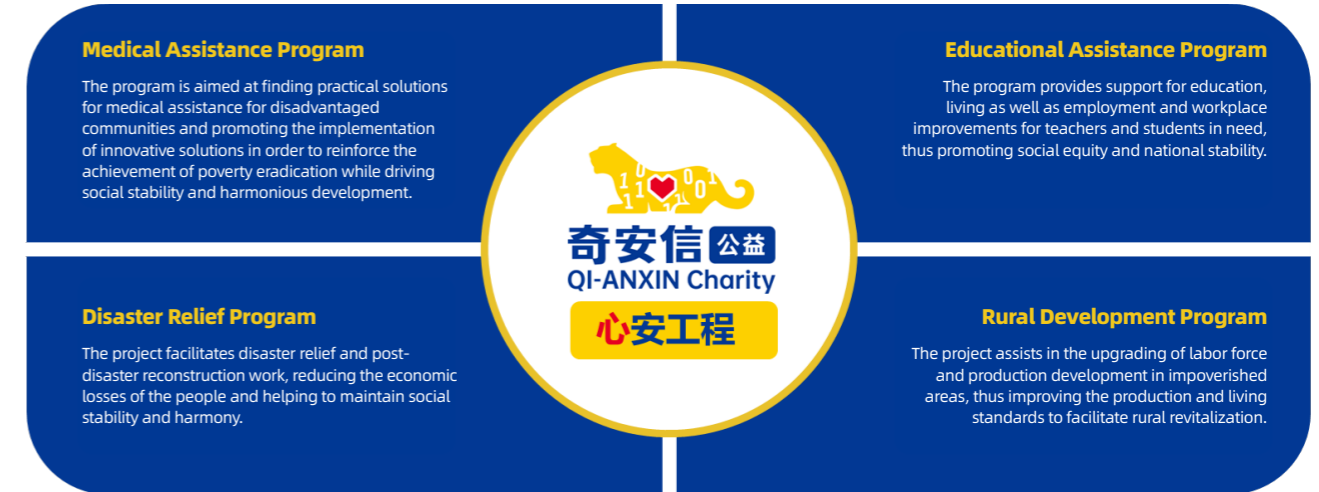 Medical Assistance Program
The program is aimed at finding practical solutions
for medical assistance for disadvantaged
communities and promoting the implementation
of innovative solutions in order to reinforce the
achievement of poverty eradication while driving
social stability and harmonious development.
Educational Assistance Program
The program provides support for education,
living as well as employment and workplace
improvements for teachers and students in need,
thus promoting social equity and national stability.
奇安信 公益
QI-ANXIN Charity
心安工程
Disaster Relief Program
The project facilitates disaster relief and post-
disaster reconstruction work, reducing the economic
losses of the people and helping to maintain social
stability and harmony.
Rural Development Program
The project assists in the upgrading of labor force
and production development in impoverished
areas, thus improving the production and living
standards to facilitate rural revitalization.